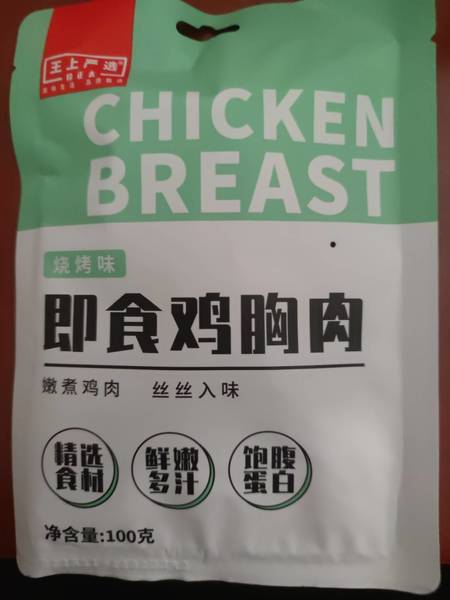 王上严选
CHICKEN
BREAST
烧烤味
即食鸡胸肉
嫩煮鸡肉 丝丝入味
精选
食材
鲜嫩
多汁
饱腹
蛋白
净含量:100克